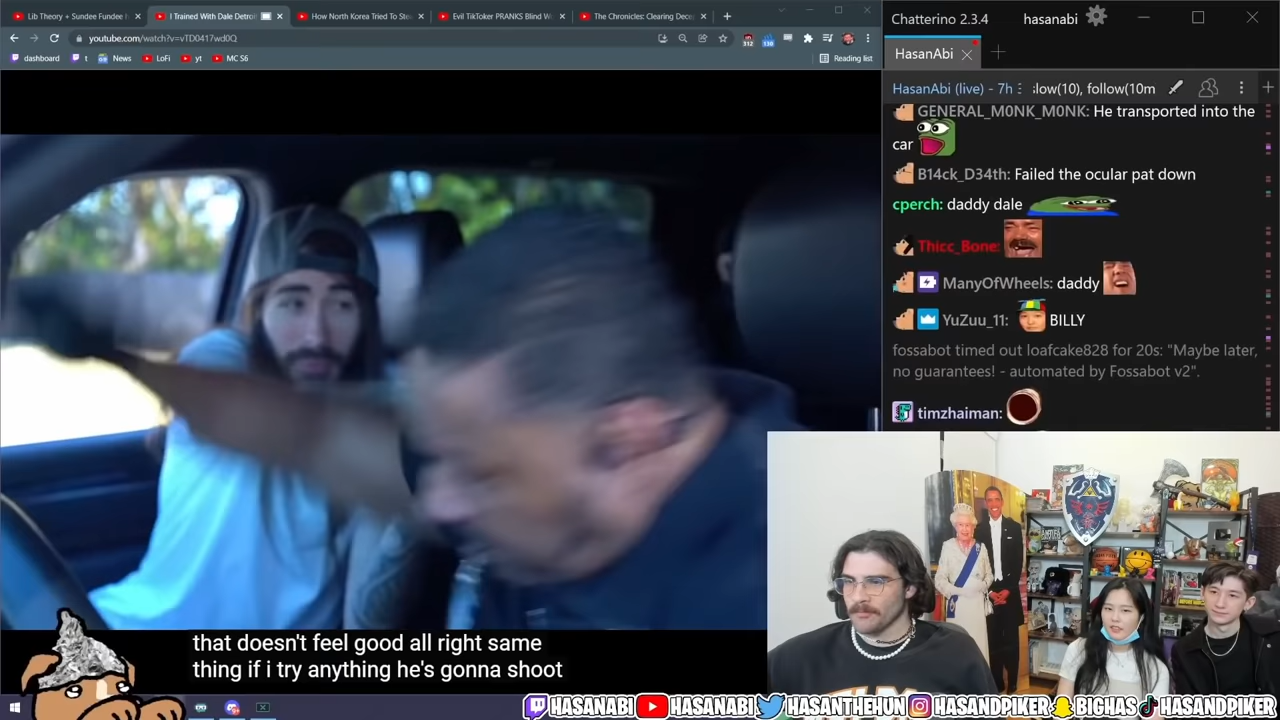 Lib Theory + Sundee Fundee
I Trained With Dale Detro
How North Korea Tried To Ste
Evil TikToker PRANKS Blind W
The Chronicles: Clearing Deco
youtube.com/watch?v=vTD0417wd0Q
312
130
dashboard
t
News
LoFi
yt
MC S6
Reading list
Chatterino 2.3.4
hasanabi
HasanAbi
HasanAbi (live) - 7h
slow(10), follow(10m
GENERAL_M0NK_M0NK: He transported into the
car
B14ck_D34th: Failed the ocular pat down
cperch: daddy dale
Thicc_Bone:
ManyOfWheels: daddy
YuZuu_11: BILLY
fossabot timed out loafcake828 for 20s: "Maybe later,
no guarantees! - automated by Fossabot v2".
timzhaiman:
that doesn't feel good all right same
thing if i try anything he's gonna shoot
HASANABI HASANABI HASANTHEHUN HASANDPIKER BIGHAS HASANDPIKER